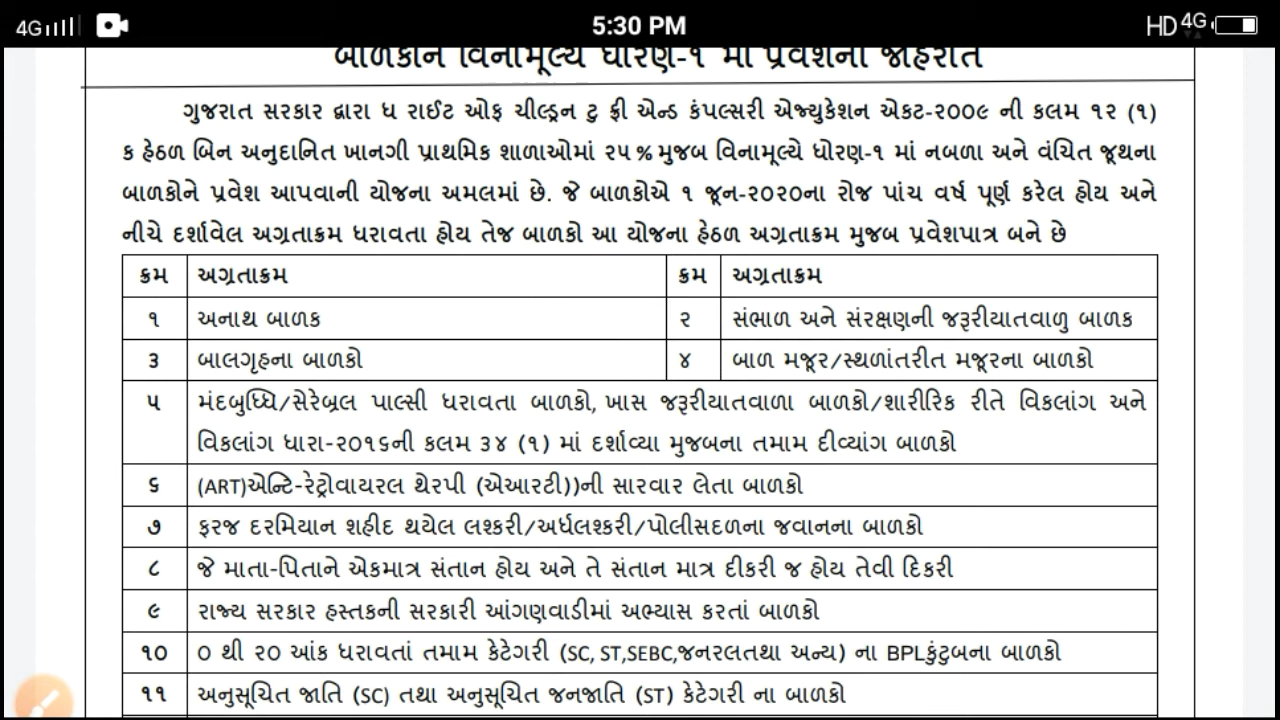 4G 5:30 PM HD 4G
બાળકોને વિનામૂલ્યે ધોરણ-૧ માં પ્રવેશની જાહેરાત
ગુજરાત સરકાર દ્વારા ધ રાઈટ ઓફ ચીલ્ડ્રન ટુ ફ્રી એન્ડ કંપલ્સરી એજ્યુકેશન એકટ-૨૦૦૯ ની કલમ ૧૨ (૧)
ક હેઠળ બિન અનુદાનિત ખાનગી પ્રાથમિક શાળાઓમાં ૨૫ % મુજબ વિનામૂલ્યે ધોરણ-૧ માં નબળા અને વંચિત જૂથના
બાળકોને પ્રવેશ આપવાની યોજના અમલમાં છે. જે બાળકોએ ૧ જૂન-૨૦૨૦ના રોજ પાંચ વર્ષ પૂર્ણ કરેલ હોય અને
નીચે દર્શાવેલ અગ્રતાક્રમ ધરાવતા હોય તેજ બાળકો આ યોજના હેઠળ અગ્રતાક્રમ મુજબ પ્રવેશપાત્ર બને છે
ક્રમ અગ્રતાક્રમ ક્રમ અગ્રતાક્રમ
૧ અનાથ બાળક ૨ સંભાળ અને સંરક્ષણની જરૂરીયાતવાળુ બાળક
૩ બાલગૃહના બાળકો ૪ બાળ મજૂર/સ્થળાંતરીત મજૂરના બાળકો
૫ મંદબુધ્ધિ/સેરેબ્રલ પાલ્સી ધરાવતા બાળકો, ખાસ જરૂરીયાતવાળા બાળકો/શારીરિક રીતે વિકલાંગ અને
વિકલાંગ ધારા-૨૦૧૬ની કલમ ૩૪ (૧) માં દર્શાવ્યા મુજબના તમામ દીવ્યાંગ બાળકો
૬ (ART)એન્ટિ-રેટ્રોવાયરલ થેરપી (એઆરટી))ની સારવાર લેતા બાળકો
૭ ફરજ દરમિયાન શહીદ થયેલ લશ્કરી/અર્ધલશ્કરી/પોલીસદળના જવાનના બાળકો
૮ જે માતા-પિતાને એકમાત્ર સંતાન હોય અને તે સંતાન માત્ર દીકરી જ હોય તેવી દિકરી
૯ રાજ્ય સરકાર હસ્તકની સરકારી આંગણવાડીમાં અભ્યાસ કરતાં બાળકો
૧૦ ૦ થી ૨૦ આંક ધરાવતાં તમામ કેટેગરી (SC, ST,SEBC,જનરલતથા અન્ય) ના BPLકુંટુબના બાળકો
૧૧ અનુસૂચિત જાતિ (SC) તથા અનુસૂચિત જનજાતિ (ST) કેટેગરી ના બાળકો